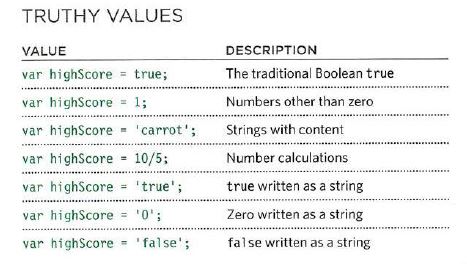 TRUTHY VALUES
VALUE DESCRIPTION
var highScore = true; The traditional Boolean true
var highScore = 1; Numbers other than zero
var highScore = 'carrot'; Strings with content
var highScore = 10/5; Number calculations
var highScore = 'true'; true written as a string
var highScore = '0'; Zero written as a string
var highScore = 'false'; false written as a string